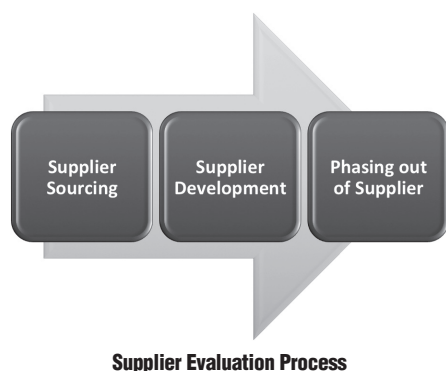 Supplier
Sourcing
Supplier
Development
Phasing out
of Supplier
Supplier Evaluation Process